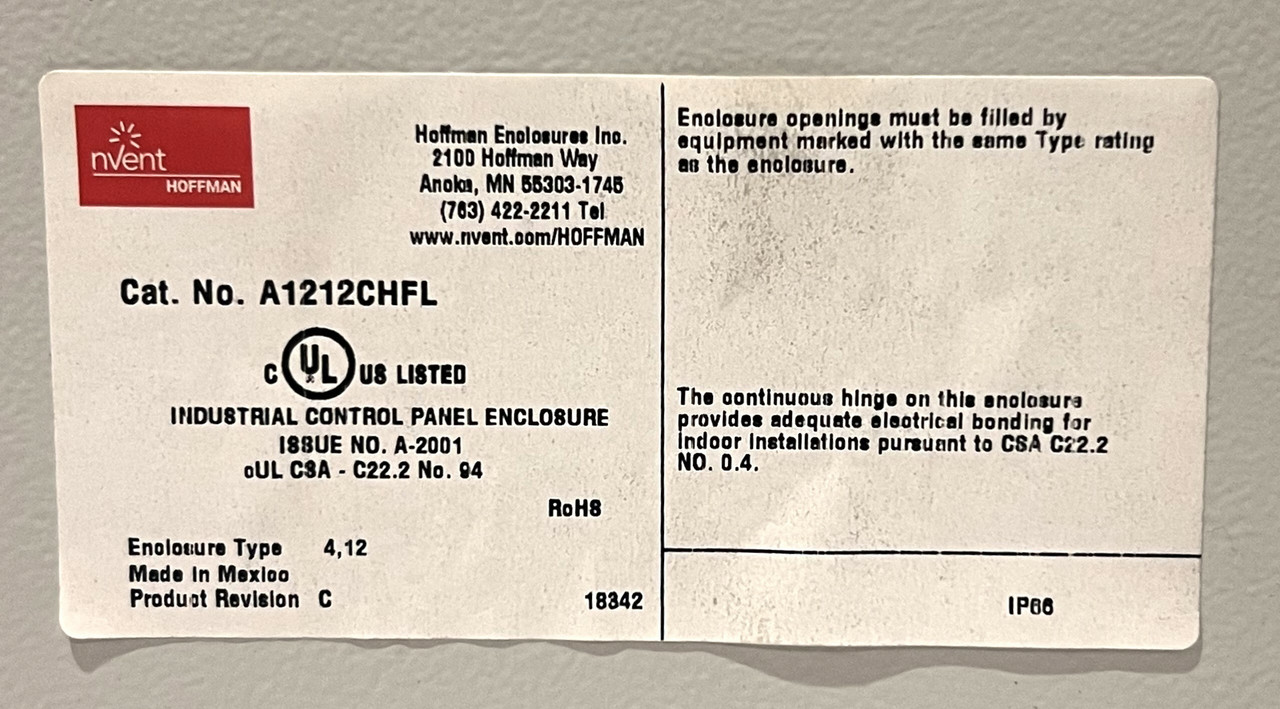 nVent
HOFFMAN
Hoffman Enclosures Inc.
2100 Hoffman Way
Anoka, MN 55303-1745
(763) 422-2211 Tel
www.nvent.com/HOFFMAN
Cat. No. A1212CHFL
C UL US LISTED
INDUSTRIAL CONTROL PANEL ENCLOSURE
ISSUE NO. A-2001
cUL CSA - C22.2 No. 94
RoHS
Enclosure Type 4,12
Made in Mexico
Product Revision C
18342
Enclosure openings must be filled by
equipment marked with the same Type rating
as the enclosure.
The continuous hinge on this enclosure
provides adequate electrical bonding for
indoor installations pursuant to CSA C22.2
NO. 0.4.
IP66